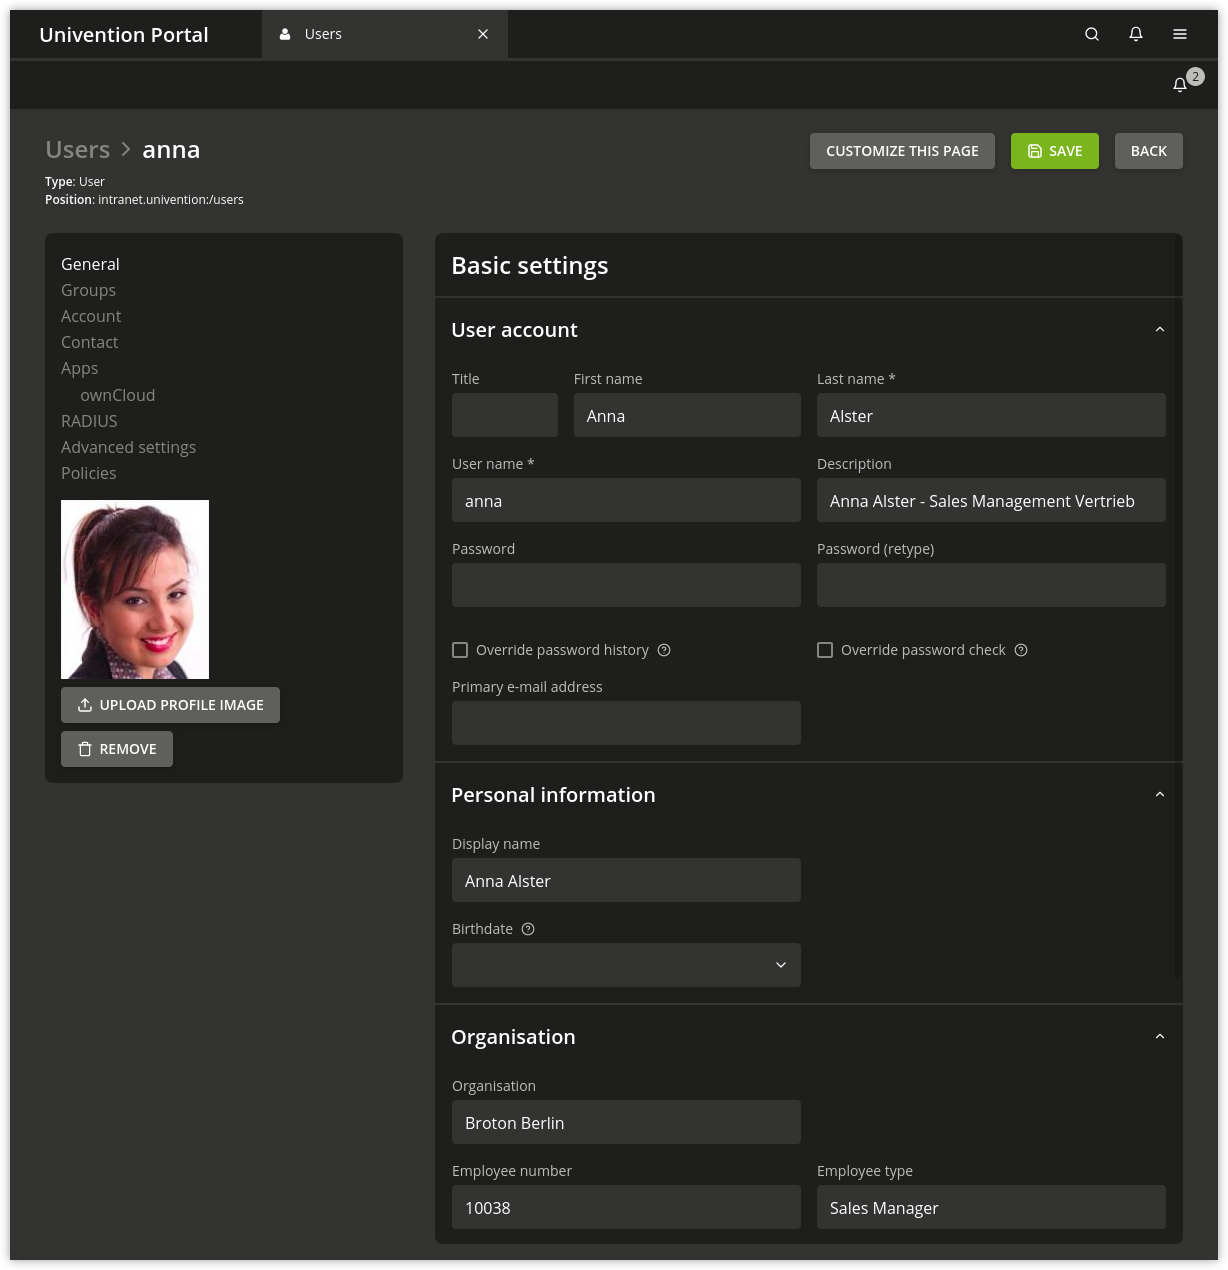 Univention Portal
Users
2
Users > anna
CUSTOMIZE THIS PAGE
SAVE
BACK
Type: User
Position: intranet.univention:/users
General
Groups
Account
Contact
Apps
ownCloud
RADIUS
Advanced settings
Policies
UPLOAD PROFILE IMAGE
REMOVE
Basic settings
User account
Title
First name
Last name *
Anna
Alster
User name *
Description
anna
Anna Alster - Sales Management Vertrieb
Password
Password (retype)
Override password history
Override password check
Primary e-mail address
Personal information
Display name
Anna Alster
Birthdate
Organisation
Organisation
Broton Berlin
Employee number
Employee type
10038
Sales Manager